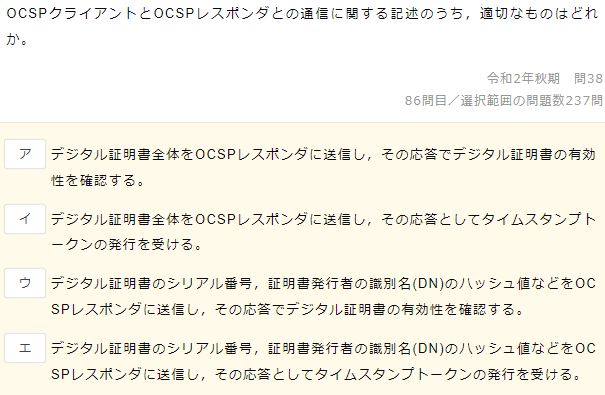 OCSPクライアントとOCSPレスポンダとの通信に関する記述のうち，適切なものはどれ
か。
令和2年秋期　問38
86問目／選択範囲の問題数237問
ア デジタル証明書全体をOCSPレスポンダに送信し，その応答でデジタル証明書の有効
性を確認する。
イ デジタル証明書全体をOCSPレスポンダに送信し，その応答としてタイムスタンプト
ークンの発行を受ける。
ウ デジタル証明書のシリアル番号，証明書発行者の識別名(DN)のハッシュ値などをOC
SPレスポンダに送信し，その応答でデジタル証明書の有効性を確認する。
エ デジタル証明書のシリアル番号，証明書発行者の識別名(DN)のハッシュ値などをOC
SPレスポンダに送信し，その応答としてタイムスタンプトークンの発行を受ける。